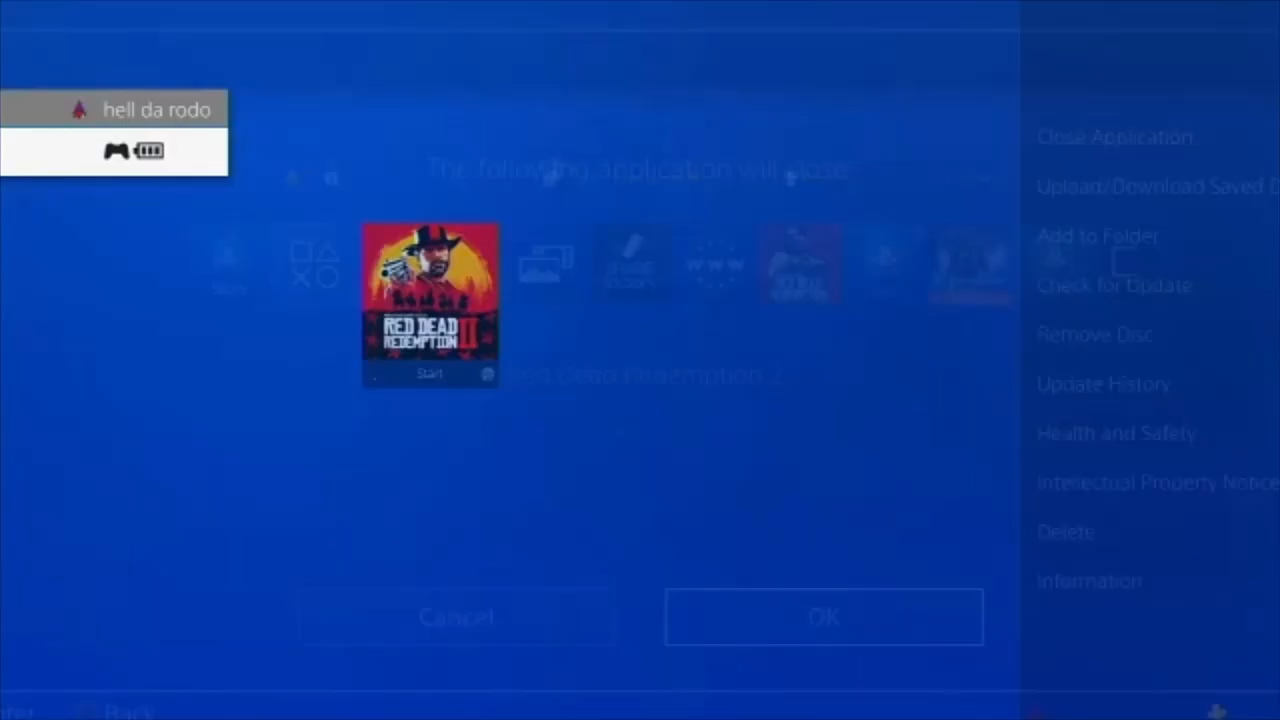 hell da rodo
The following application will close.
Close Application
Upload/Download Saved D
Add to Folder
Check for Update
Remove Disc
Update History
Health and Safety
Intellectual Property Notice
Delete
Information
RED DEAD
REDEMPTION II
Start
Red Dead Redemption 2
Cancel
OK
Back